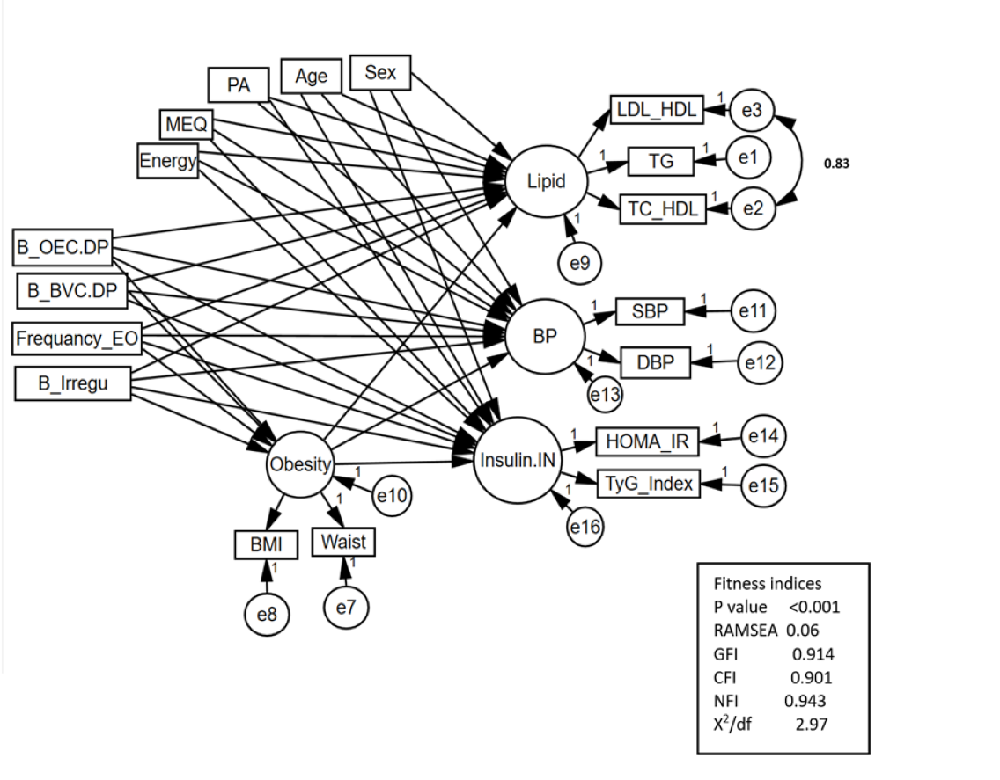 Sex
Age
PA
MEQ
Energy
B_OEC.DP
B_BVC.DP
Frequancy_EO
B_Irregu
Lipid
1
e9
LDL_HDL
1
e3
1
TG
1
e1
TC_HDL
1
e2
0.83
BP
1
e13
1
SBP
1
e11
DBP
1
e12
Insulin.IN
1
e16
1
HOMA_IR
1
e14
TyG_Index
1
e15
Obesity
1
e10
1
BMI
Waist
1
1
e8
e7
Fitness indices
P value <0.001
RAMSEA 0.06
GFI 0.914
CFI 0.901
NFI 0.943
X²/df 2.97